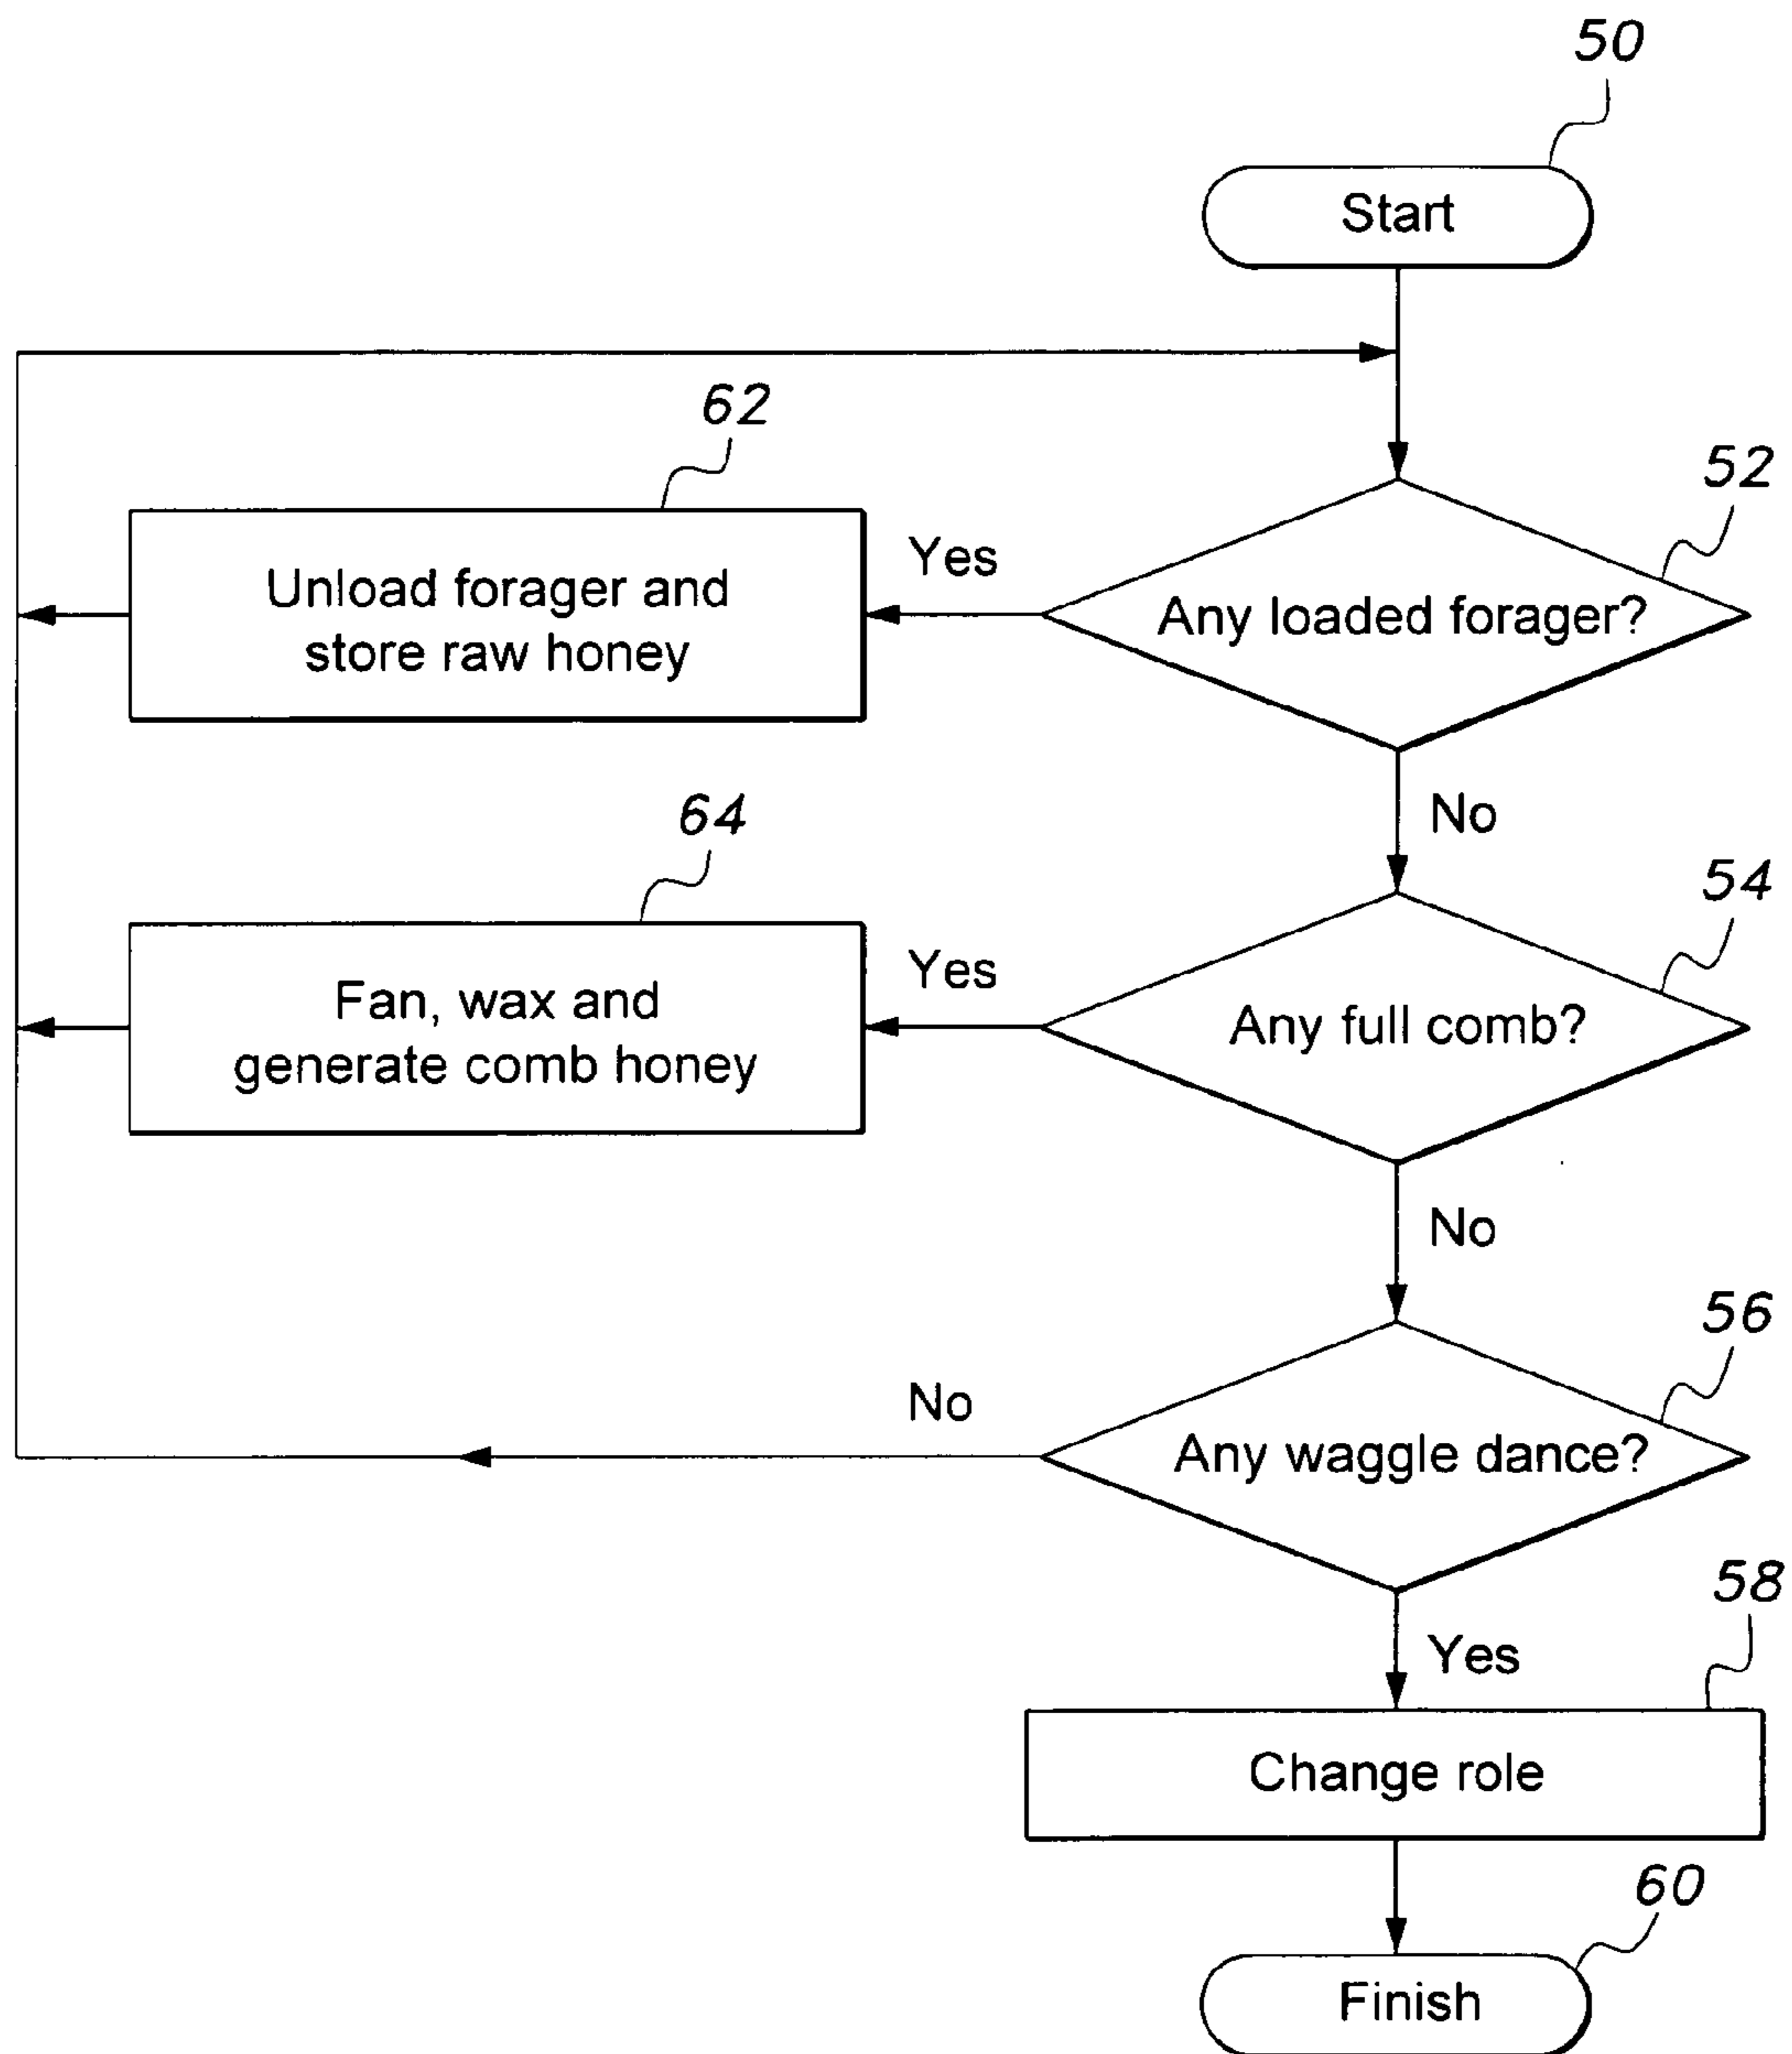 50
Start
62
52
Yes
Unload forager and
store raw honey
Any loaded forager?
No
64
54
Yes
Fan, wax and
generate comb honey
Any full comb?
No
56
No
Any waggle dance?
58
Yes
Change role
60
Finish